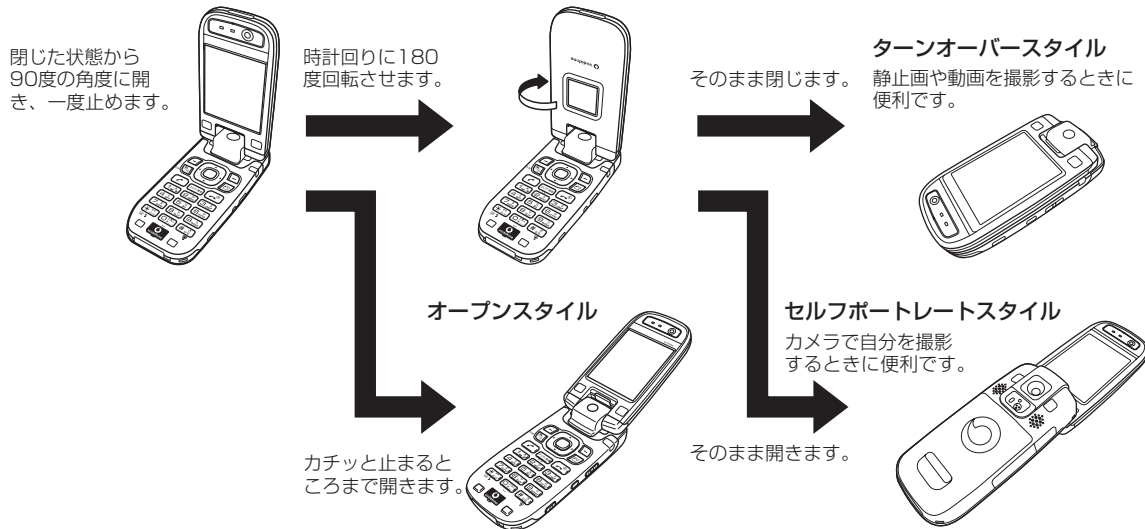 閉じた状態から
90度の角度に開
き、一度止めます。
時計回りに180
度回転させます。
そのまま閉じます。
ターンオーバースタイル
静止画や動画を撮影するときに
便利です。
オープンスタイル
カチッと止まると
ころまで開きます。
セルフポートレートスタイル
カメラで自分を撮影
するときに便利です。
そのまま開きます。
vodafone